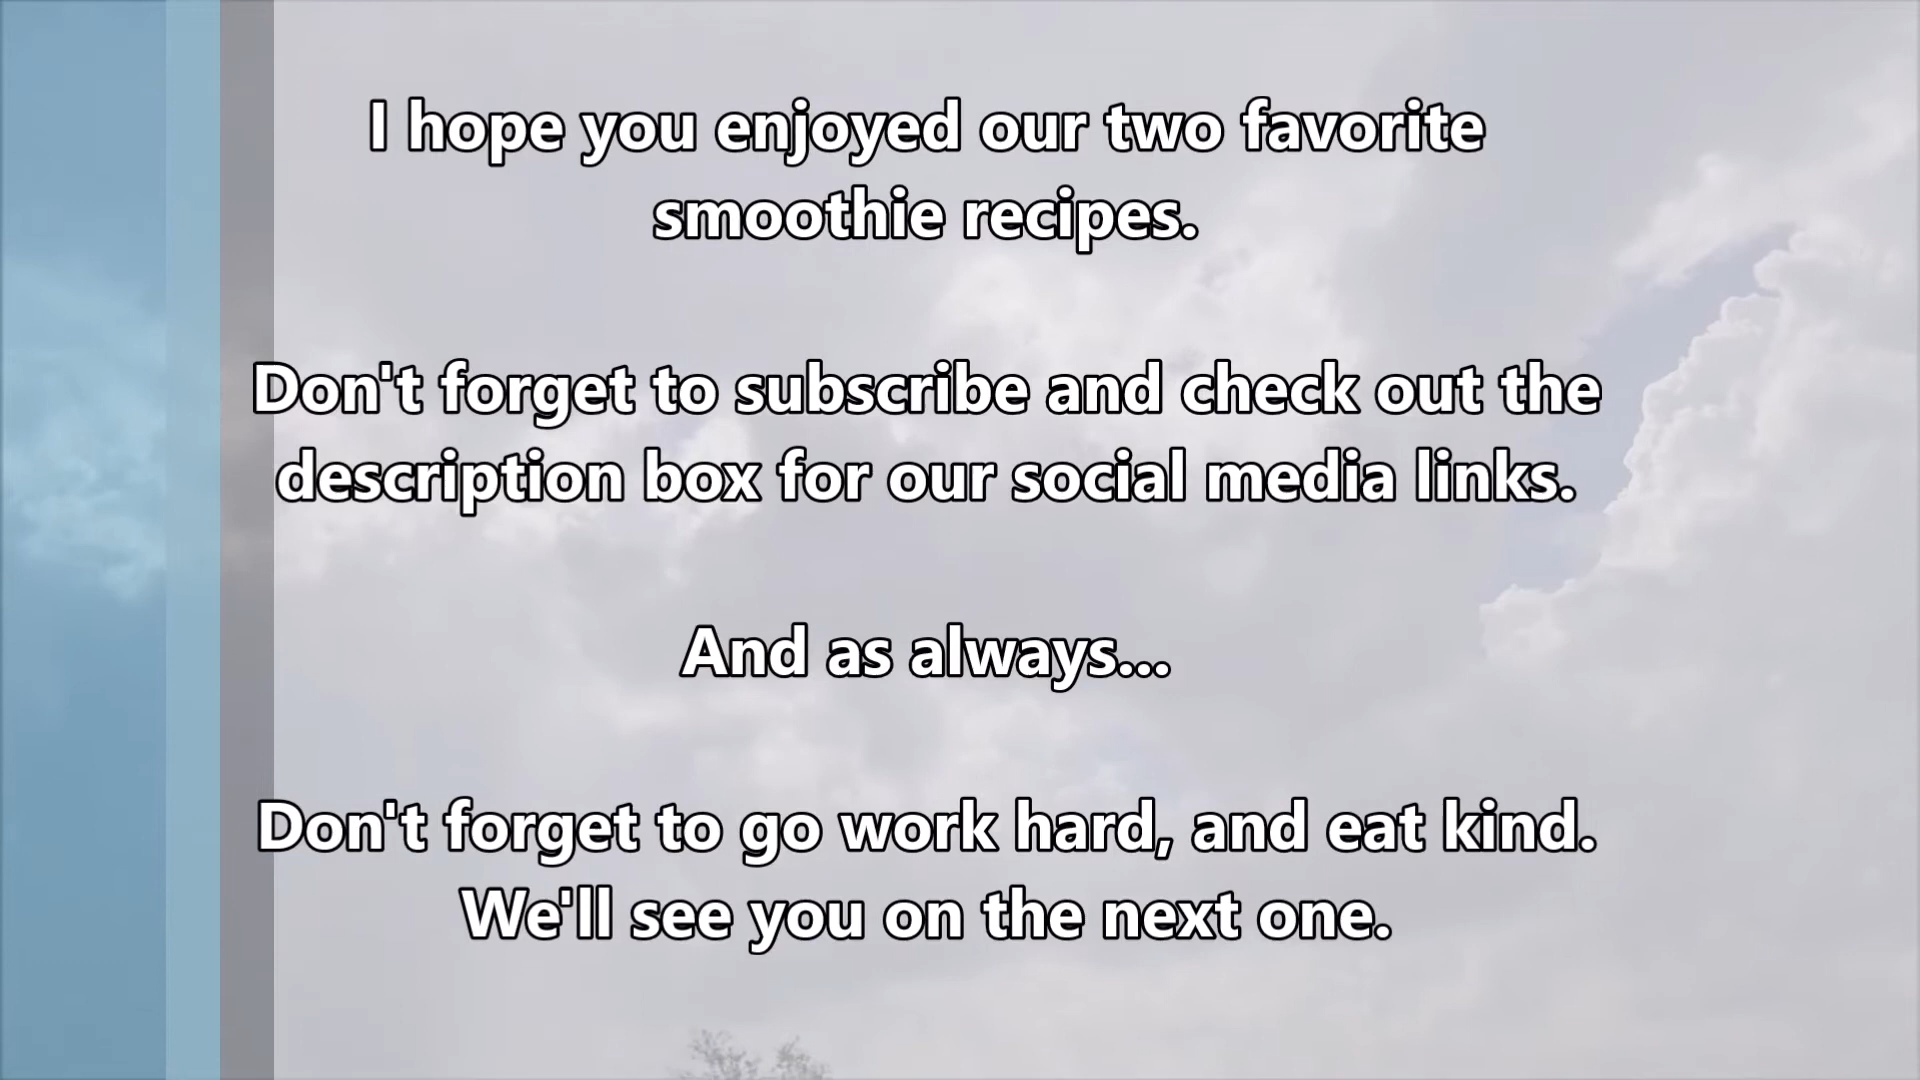 I hope you enjoyed our two favorite
smoothie recipes.
Don't forget to subscribe and check out the
description box for our social media links.
And as always...
Don't forget to go work hard, and eat kind.
We'll see you on the next one.